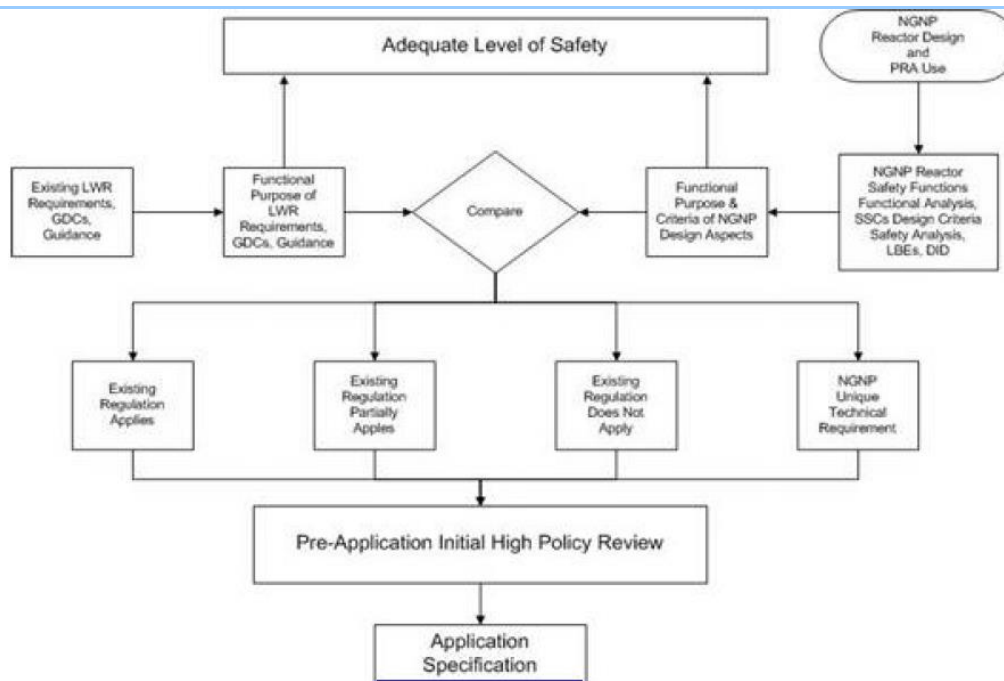 Adequate Level of Safety
NGNP
Reactor Design
and
PRA Use
Existing LWR
Requirements,
GDCs,
Guidance
Functional
Purpose of
LWR
Requirements,
GDCs, Guidance
Compare
Functional
Purpose &
Criteria of NGNP
Design Aspects
NGNP Reactor
Safety Functions
Functional Analysis,
SSCs Design Criteria
Safety Analysis,
LBEs, DID
Existing
Regulation
Applies
Existing
Regulation
Partially
Apples
Existing
Regulation
Does Not
Apply
NGNP
Unique
Technical
Requirement
Pre-Application Initial High Policy Review
Application
Specification